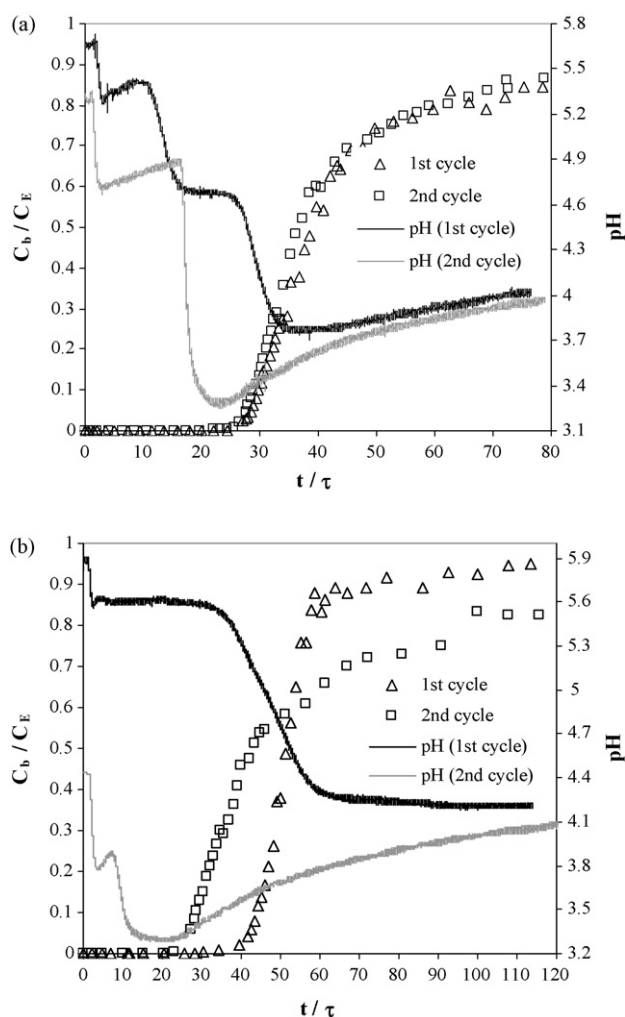 (a)
1
0.9
0.8
0.7
0.6
0.5
0.4
0.3
0.2
0.1
0
C_b / C_E
5.8
5.4
5.2
4.9
4.6
4.3
4
3.7
3.4
3.1
pH
1st cycle
2nd cycle
pH (1st cycle)
pH (2nd cycle)
0 10 20 30 40 50 60 70 80
t / τ
(b)
1
0.9
0.8
0.7
0.6
0.5
0.4
0.3
0.2
0.1
0
C_b / C_E
5.9
5.6
5.3
5
4.7
4.4
4.1
3.8
3.5
3.2
pH
1st cycle
2nd cycle
pH (1st cycle)
pH (2nd cycle)
0 10 20 30 40 50 60 70 80 90 100 110 120
t / τ